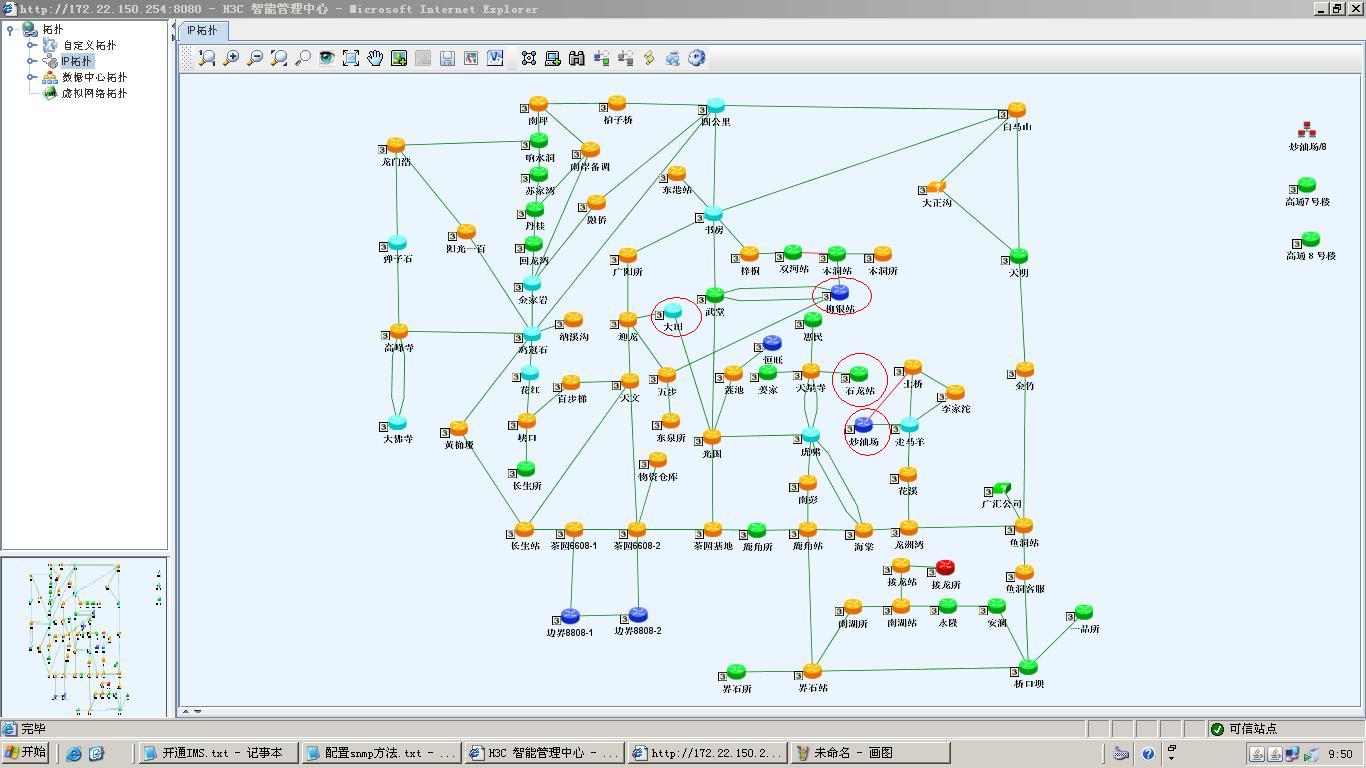 http://172.22.150.254:8080 - H3C 智能管理中心 - Microsoft Internet Explorer
拓扑
自定义拓扑
IP拓扑
数据中心拓扑
虚拟网络拓扑
IP拓扑
南坪
柏子桥
四公里
白马山
炒油场/8
龙门浩
响水洞
南岸备调
苏家湾
东港站
大正沟
高通7号楼
丹桂
敖侨
书房
弹子石
阳光一百
回龙湾
广阳所
梓桐
双河站
木洞站
木洞所
天明
高通 8 号楼
金家岩
武堂
柳银站
高峰寺
鸡冠石
纳溪沟
迎龙
大田
惠民
恒旺
花红
百步梯
天文
五步
莲池
姜家
天星寺
石龙站
土桥
金竹
李家沱
大佛寺
黄桷垭
块口
东泉所
光国
虎啸
炒油场
走马羊
长生所
物资仓库
南彭
花溪
广汇公司
长生站
茶园6608-1
茶园6608-2
茶园基地
鹿角所
鹿角站
海棠
龙洲湾
鱼洞站
接龙站
接龙所
鱼洞客服
边界8808-1
边界8808-2
南湖所
南湖站
永隆
安澜
一品所
界石所
界石站
桥口坝
完毕
可信站点
开始
开通IMS.txt - 记事本
配置snmp方法.txt - ...
H3C 智能管理中心 - ...
http://172.22.150.2...
未命名 - 画图
9:50